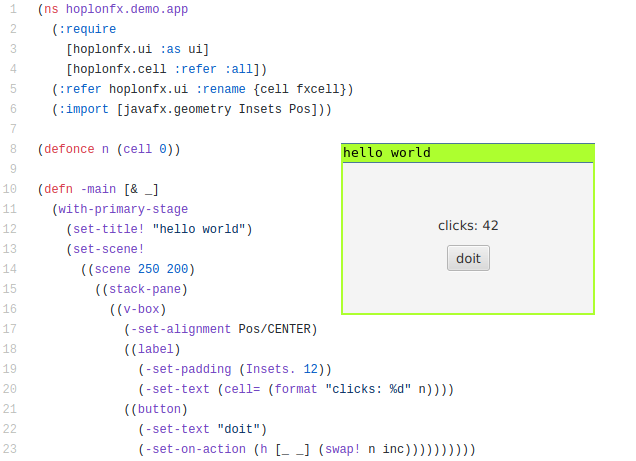 1 (ns hoplonfx.demo.app
2 (:require
3 [hoplonfx.ui :as ui]
4 [hoplonfx.cell :refer :all])
5 (:refer hoplonfx.ui :rename {cell fxcell})
6 (:import [javafx.geometry Insets Pos]))
7
8 (defonce n (cell 0))
9
10 (defn -main [& _]
11 (with-primary-stage
12 (set-title! "hello world")
13 (set-scene!
14 ((scene 250 200)
15 ((stack-pane)
16 ((v-box)
17 (-set-alignment Pos/CENTER)
18 ((label)
19 (-set-padding (Insets. 12))
20 (-set-text (cell= (format "clicks: %d" n))))
21 ((button)
22 (-set-text "doit")
23 (-set-on-action (h [_ _] (swap! n inc))))))))))
hello world
clicks: 42
doit